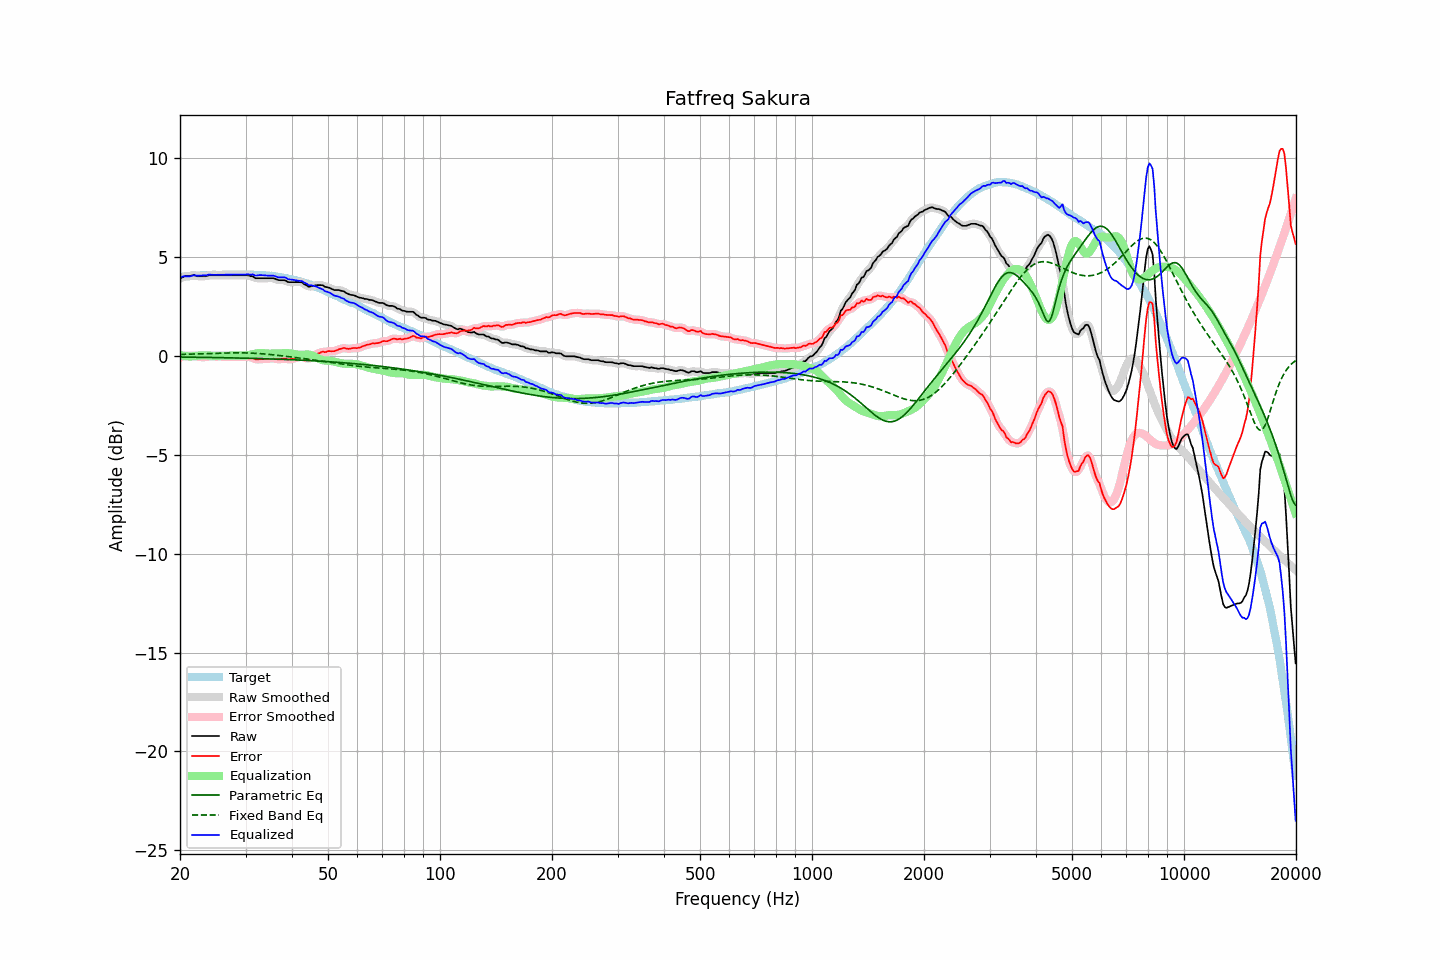 Fatfreq Sakura
Amplitude (dBr)
10
5
0
−5
−10
−15
−20
−25
Target
Raw Smoothed
Error Smoothed
Raw
Error
Equalization
Parametric Eq
Fixed Band Eq
Equalized
20 50 100 200 500 1000 2000 5000 10000 20000
Frequency (Hz)